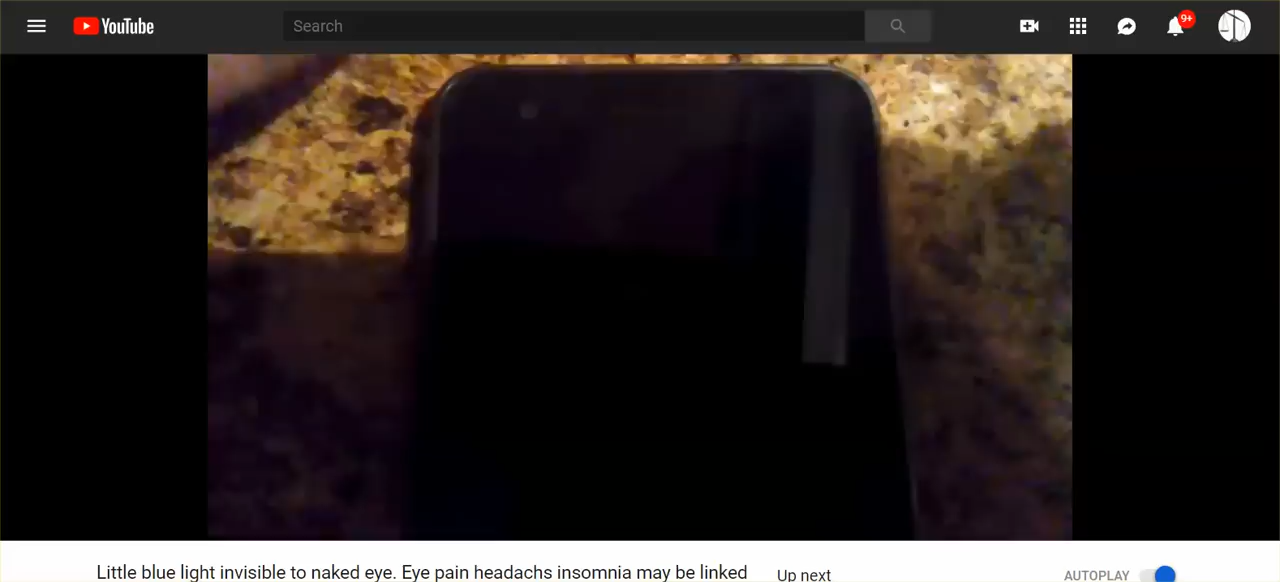 YouTube
Search
9+
Little blue light invisible to naked eye. Eye pain headachs insomnia may be linked
Up next
AUTOPLAY